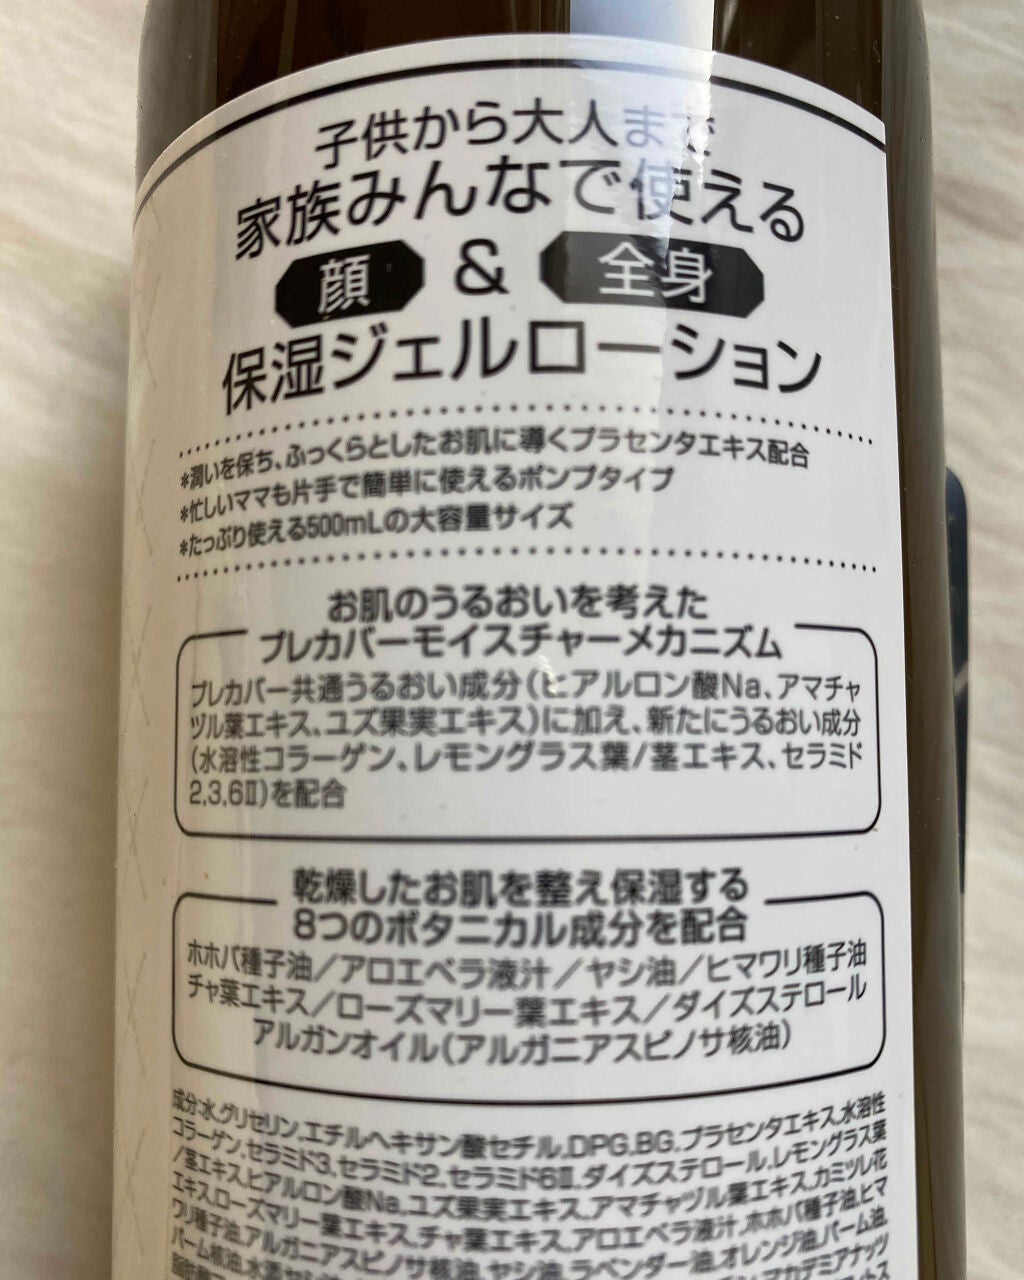 子供から大人まで
家族みんなで使える
顔 & 全身
保湿ジェルローション
*潤いを保ち、ふっくらとしたお肌に導くプラセンタエキス配合
*忙しいママも片手で簡単に使えるポンプタイプ
*たっぷり使える500mLの大容量サイズ
お肌のうるおいを考えた
プレカバーモイスチャーメカニズム
プレカバー共通うるおい成分(ヒアルロン酸Na、アマチャ
ヅル葉エキス、ユズ果実エキス)に加え、新たにうるおい成分
(水溶性コラーゲン、レモングラス葉/茎エキス、セラミド
2,3,6Ⅱ)を配合
乾燥したお肌を整え保湿する
8つのボタニカル成分を配合
ホホバ種子油/アロエベラ液汁/ヤシ油/ヒマワリ種子油
チャ葉エキス/ローズマリー葉エキス/ダイズステロール
アルガンオイル(アルガニアスピノサ核油)
成分:水,グリセリン,エチルヘキサン酸セチル,DPG,BG,プラセンタエキス,水溶性
コラーゲン,セラミド3,セラミド2,セラミド6Ⅱ,ダイズステロール,レモングラス葉
/茎エキス,ヒアルロン酸Na,ユズ果実エキス,アマチャヅル葉エキス,カミツレ花
エキス,ローズマリー葉エキス,チャ葉エキス,アロエベラ液汁,ホホバ種子油,ヒマ
ワリ種子油,アルガニアスピノサ核油,ヤシ油,ラベンダー油,オレンジ油,パーム油,
パーム核油,水添ヤシ油 マカデミアナッツ